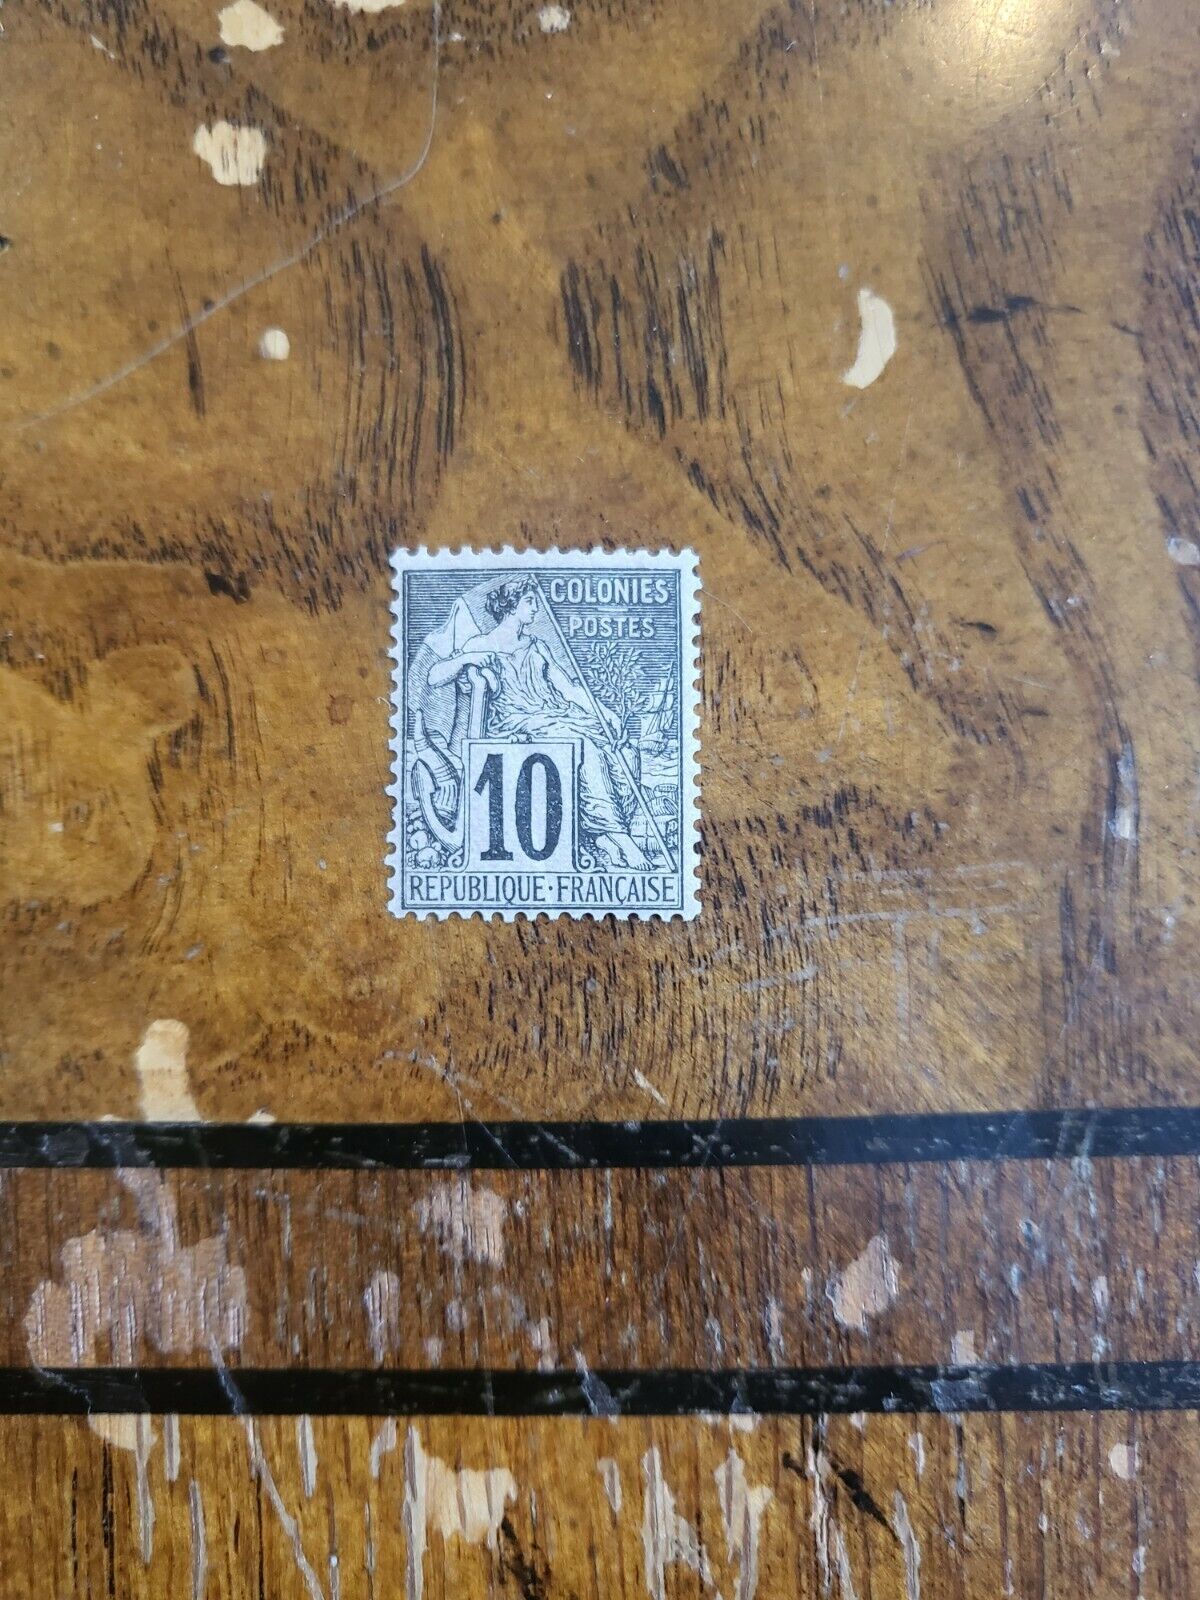 COLONIES
POSTES
10
REPUBLIQUE·FRANÇAISE